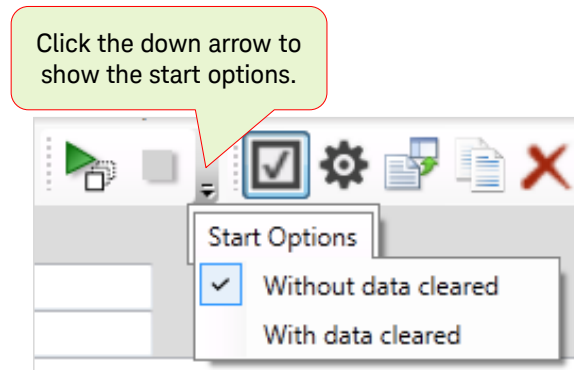 Click the down arrow to
show the start options.
Start Options
Without data cleared
With data cleared